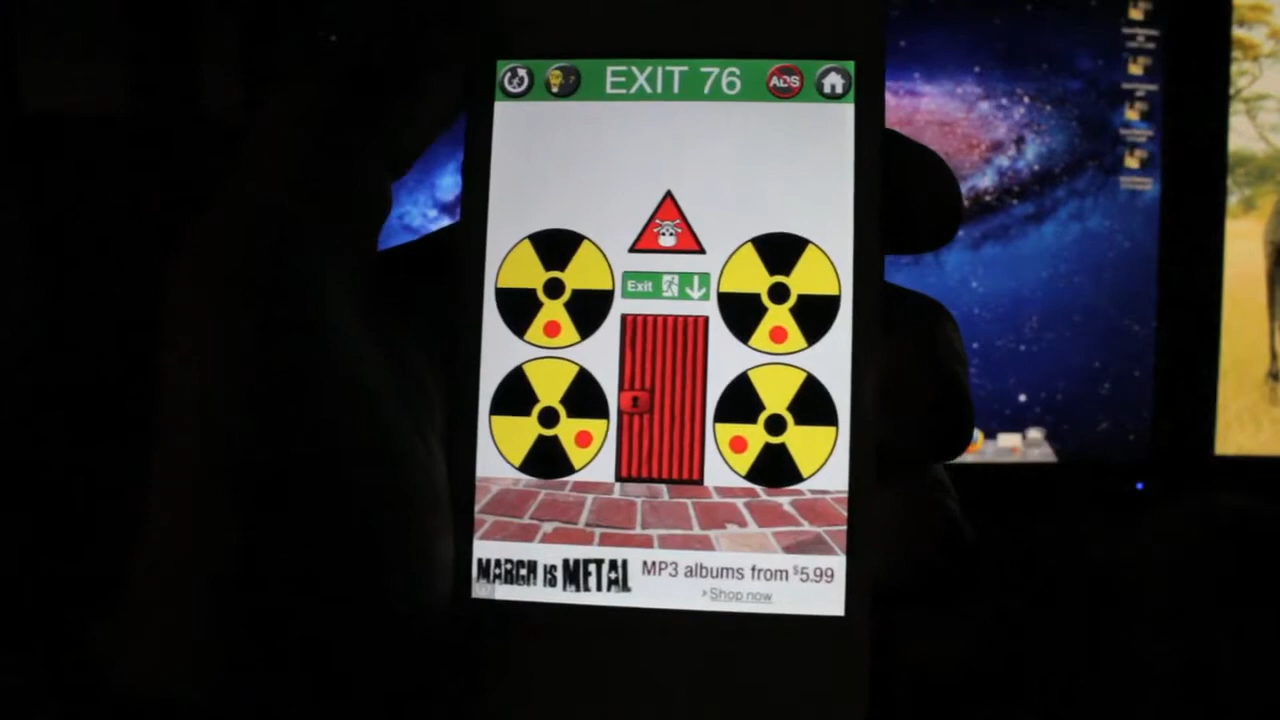 EXIT 76
ADS
Exit
MARCH IS METAL
MP3 albums from $5.99
Shop now